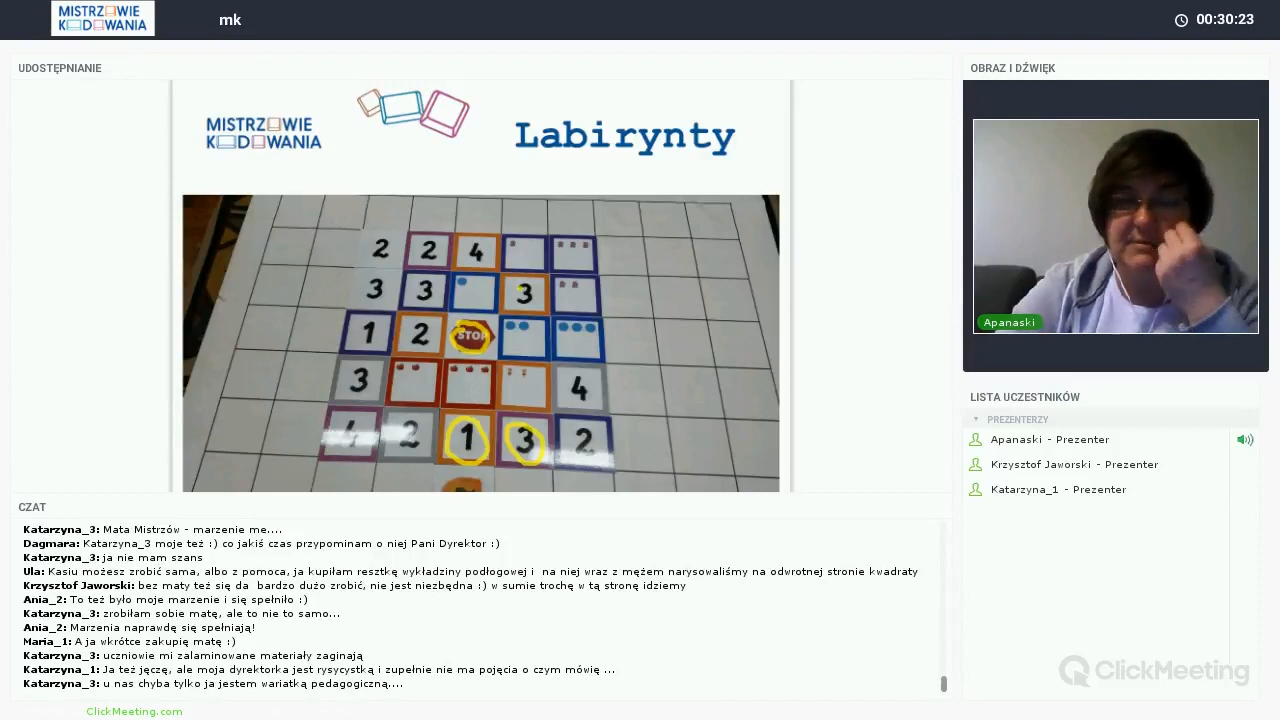 MISTRZOWIE
KODOWANIA
mk
00:30:23
UDOSTĘPNIANIE
OBRAZ I DŹWIĘK
MISTRZOWIE
KODOWANIA
Labirynty
2 2 4
3 3 3
1 2 STOP
3 4
4 2 1 3 2
Apanaski
LISTA UCZESTNIKÓW
PREZENTERZY
Apanaski - Prezenter
Krzysztof Jaworski - Prezenter
Katarzyna_1 - Prezenter
CZAT
Katarzyna_3: Mata Mistrzów - marzenie me....
Dagmara: Katarzyna_3 moje też :) co jakiś czas przypominam o niej Pani Dyrektor :)
Katarzyna_3: ja nie mam szans
Ula: Kasiu możesz zrobić sama, albo z pomoca, ja kupiłam resztkę wykładziny podłogowej i na niej wraz z mężem narysowaliśmy na odwrotnej stronie kwadraty
Krzysztof Jaworski: bez maty też się da bardzo dużo zrobić, nie jest niezbędna :) w sumie trochę w tą stronę idziemy
Ania_2: To też było moje marzenie i się spełniło :)
Katarzyna_3: zrobiłam sobie matę, ale to nie to samo...
Ania_2: Marzenia naprawdę się spełniają!
Maria_1: A ja wkrótce zakupię matę :)
Katarzyna_3: uczniowie mi zalaminowane materiały zaginają
Katarzyna_1: Ja też jęczę, ale moja dyrektorka jest rysycystką i zupełnie nie ma pojęcia o czym mówię ...
Katarzyna_3: u nas chyba tylko ja jestem wariatką pedagogiczną....
ClickMeeting
ClickMeeting.com